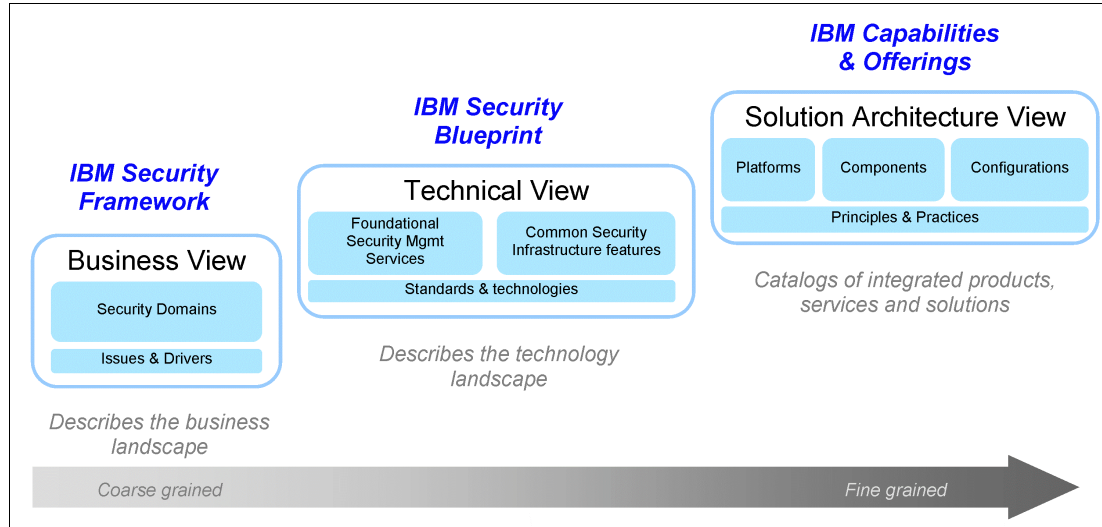 IBM Security
Framework
Business View
Security Domains
Issues & Drivers
Describes the business
landscape
IBM Security
Blueprint
Technical View
Foundational
Security Mgmt
Services
Common Security
Infrastructure features
Standards & technologies
Describes the technology
landscape
IBM Capabilities
& Offerings
Solution Architecture View
Platforms
Components
Configurations
Principles & Practices
Catalogs of integrated products,
services and solutions
Coarse grained
Fine grained